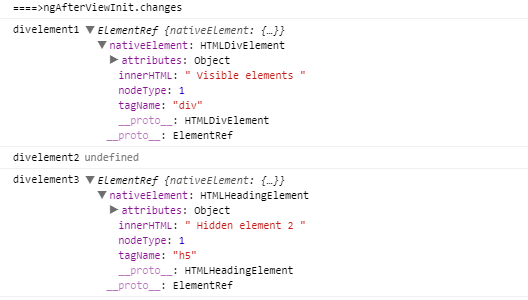 ====>ngAfterViewInit.changes
divelement1 ▼ElementRef {nativeElement: {…}}
▼nativeElement: HTMLDivElement
▶attributes: Object
innerHTML: " Visible elements "
nodeType: 1
tagName: "div"
__proto__: HTMLDivElement
__proto__: ElementRef
divelement2 undefined
divelement3 ▼ElementRef {nativeElement: {…}}
▼nativeElement: HTMLHeadingElement
▶attributes: Object
innerHTML: " Hidden element 2 "
nodeType: 1
tagName: "h5"
__proto__: HTMLHeadingElement
__proto__: ElementRef